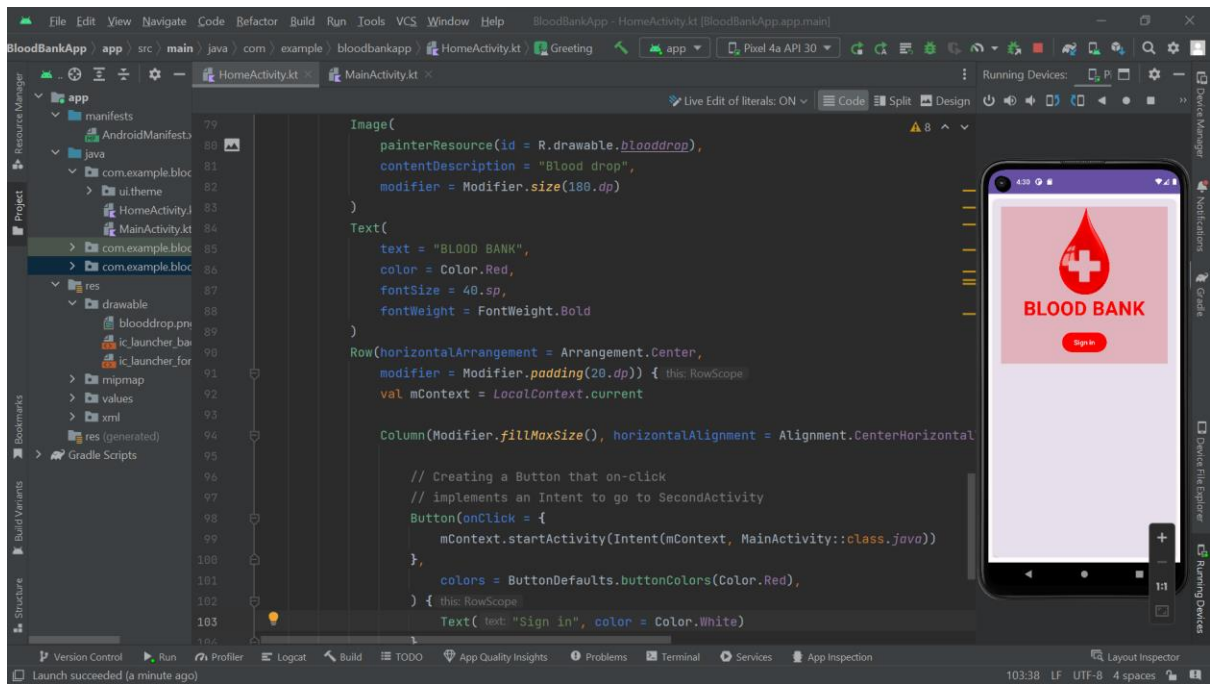 File Edit View Navigate Code Refactor Build Run Tools VCS Window Help BloodBankApp - HomeActivity.kt [BloodBankApp.app.main]
BloodBankApp app src main java com example bloodbankapp HomeActivity.kt Greeting app Pixel 4a API 30
HomeActivity.kt MainActivity.kt Running Devices:
Live Edit of literals: ON Code Split Design
Resource Manager
Project
Bookmarks
Build Variants
Structure
app
manifests
AndroidManifest.x
java
com.example.bloc
ui.theme
HomeActivity.k
MainActivity.kt
com.example.bloc
com.example.bloc
res
drawable
blooddrop.png
ic_launcher_bac
ic_launcher_for
mipmap
values
xml
res (generated)
Gradle Scripts
8
79 Image(
80 painterResource(id = R.drawable.blooddrop),
81 contentDescription = "Blood drop",
82 modifier = Modifier.size(180.dp)
83 )
84 Text(
85 text = "BLOOD BANK",
86 color = Color.Red,
87 fontSize = 40.sp,
88 fontWeight = FontWeight.Bold
89 )
90 Row(horizontalArrangement = Arrangement.Center,
91 modifier = Modifier.padding(20.dp)) { this: RowScope
92 val mContext = LocalContext.current
93
94 Column(Modifier.fillMaxSize(), horizontalAlignment = Alignment.CenterHorizontal
95
96 // Creating a Button that on-click
97 // implements an Intent to go to SecondActivity
98 Button(onClick = {
99 mContext.startActivity(Intent(mContext, MainActivity::class.java))
100 },
101 colors = ButtonDefaults.buttonColors(Color.Red),
102 ) { this: RowScope
103 Text( text: "Sign in", color = Color.White)
104 }
4:30
BLOOD BANK
Sign in
1:1
Device Manager
Notifications
Gradle
Device File Explorer
Running Devices
Version Control Run Profiler Logcat Build TODO App Quality Insights Problems Terminal Services App Inspection Layout Inspector
Launch succeeded (a minute ago) 103:38 LF UTF-8 4 spaces